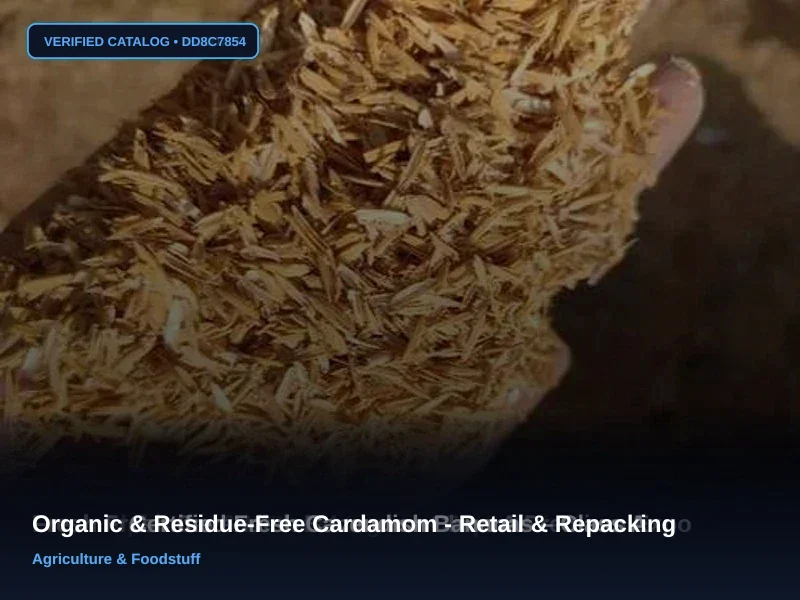 VERIFIED CATALOG • DD8C7854
Organic & Residue-Free Cardamom - Retail & Repacking
Agriculture & Foodstuff